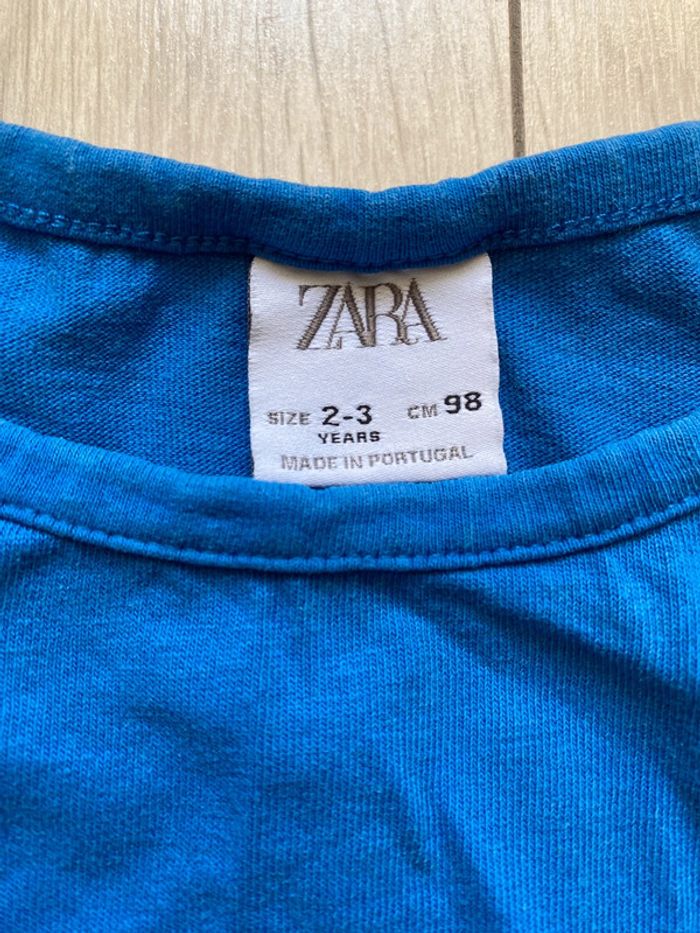 ZARA
SIZE 2-3 CM 98
YEARS
MADE IN PORTUGAL